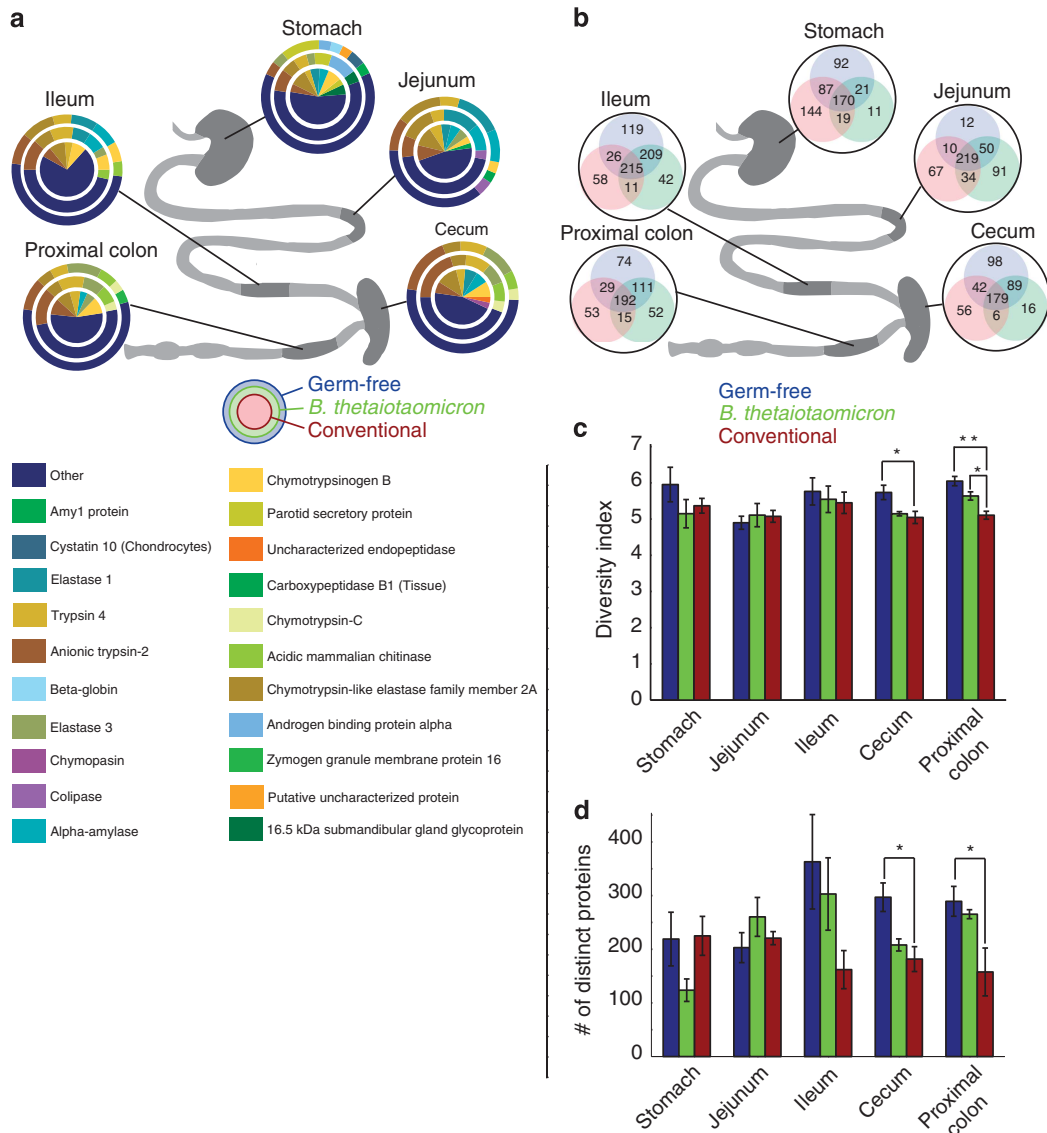 a
Stomach
Ileum
Jejunum
Proximal colon
Cecum
Germ-free
B. thetaiotaomicron
Conventional
Other
Amy1 protein
Cystatin 10 (Chondrocytes)
Elastase 1
Trypsin 4
Anionic trypsin-2
Beta-globin
Elastase 3
Chymopasin
Colipase
Alpha-amylase
Chymotrypsinogen B
Parotid secretory protein
Uncharacterized endopeptidase
Carboxypeptidase B1 (Tissue)
Chymotrypsin-C
Acidic mammalian chitinase
Chymotrypsin-like elastase family member 2A
Androgen binding protein alpha
Zymogen granule membrane protein 16
Putative uncharacterized protein
16.5 kDa submandibular gland glycoprotein
b
Stomach
92
87 21
170
144 19 11
Ileum
119
26 209
215
58 11 42
Jejunum
12
10 50
219
67 34 91
Proximal colon
74
29 111
192
53 15 52
Cecum
98
42 89
179
56 6 16
Germ-free
B. thetaiotaomicron
Conventional
c
Diversity index
7
6
5
4
3
2
1
0
*
* *
*
Stomach
Jejunum
Ileum
Cecum
Proximal
colon
d
# of distinct proteins
400
300
200
100
0
*
*
Stomach
Jejunum
Ileum
Cecum
Proximal
colon